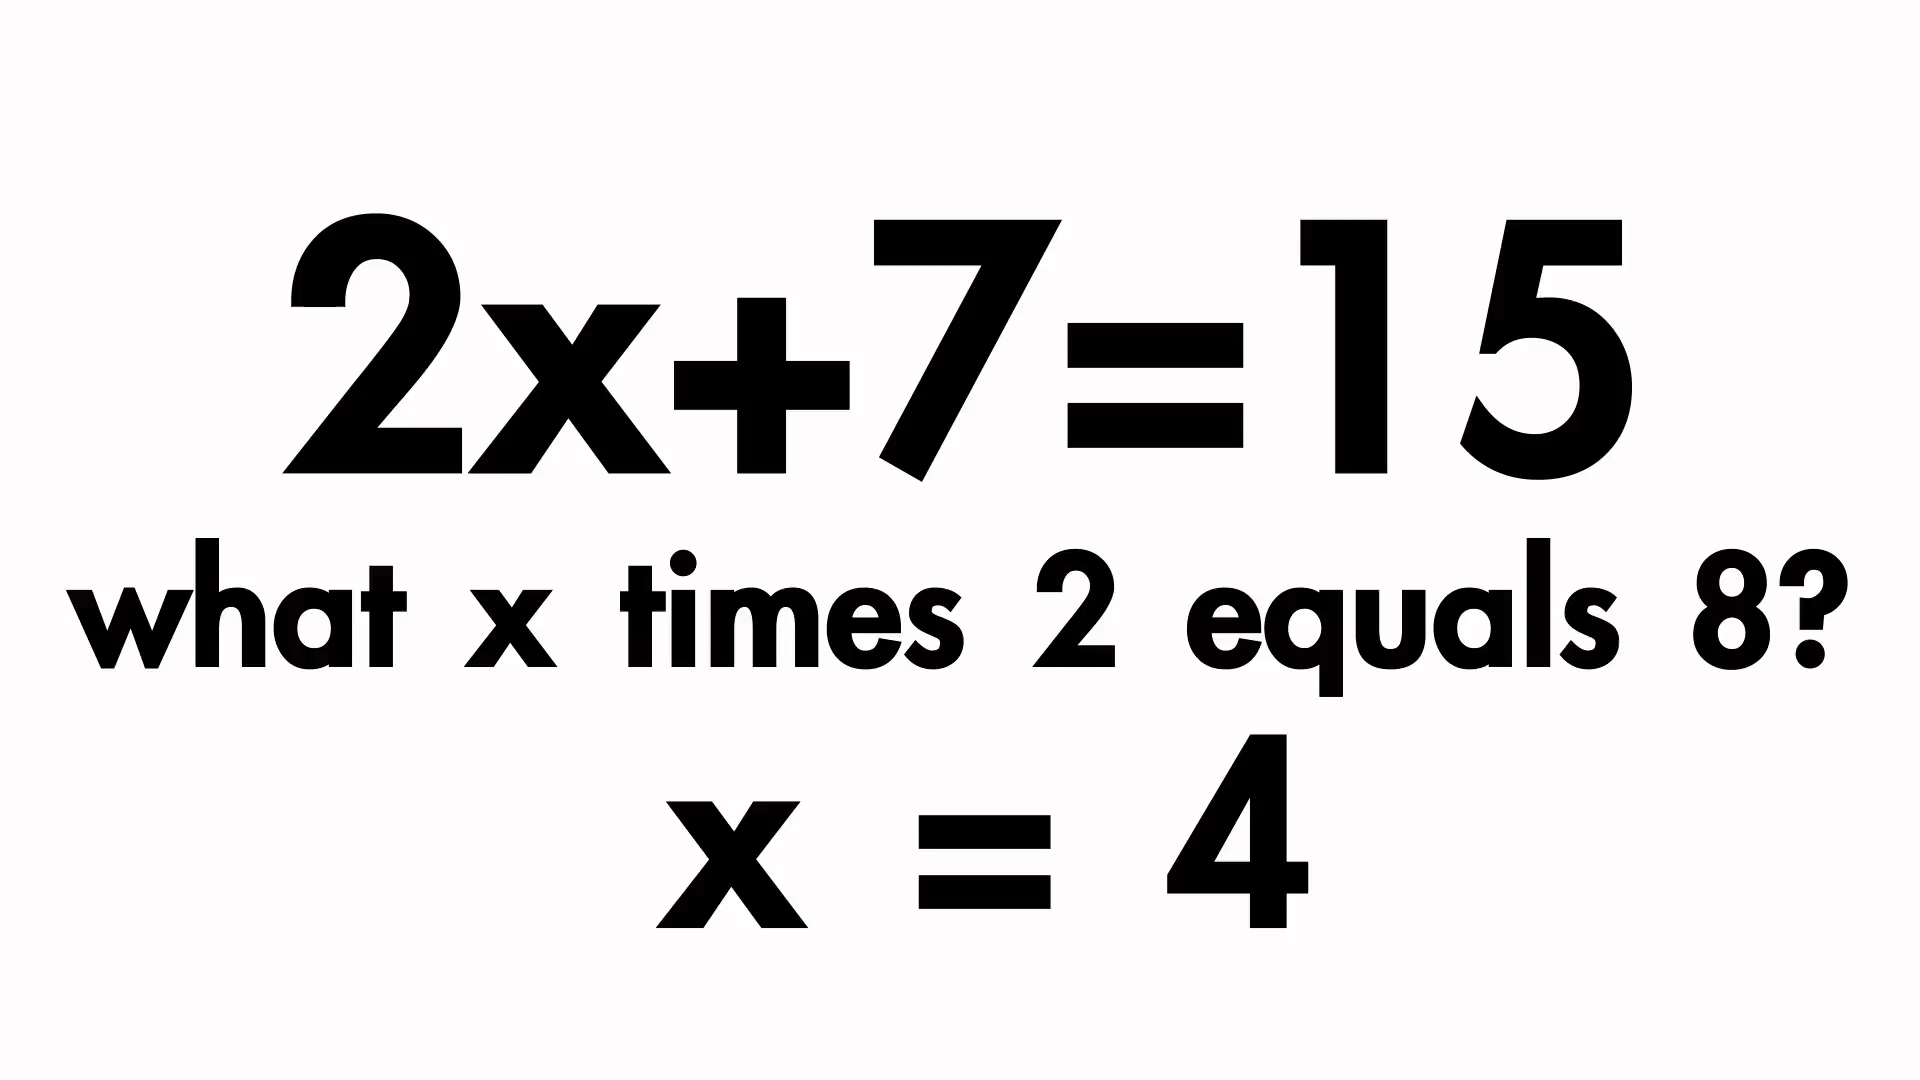 2x+7=15
what x times 2 equals 8?
x = 4